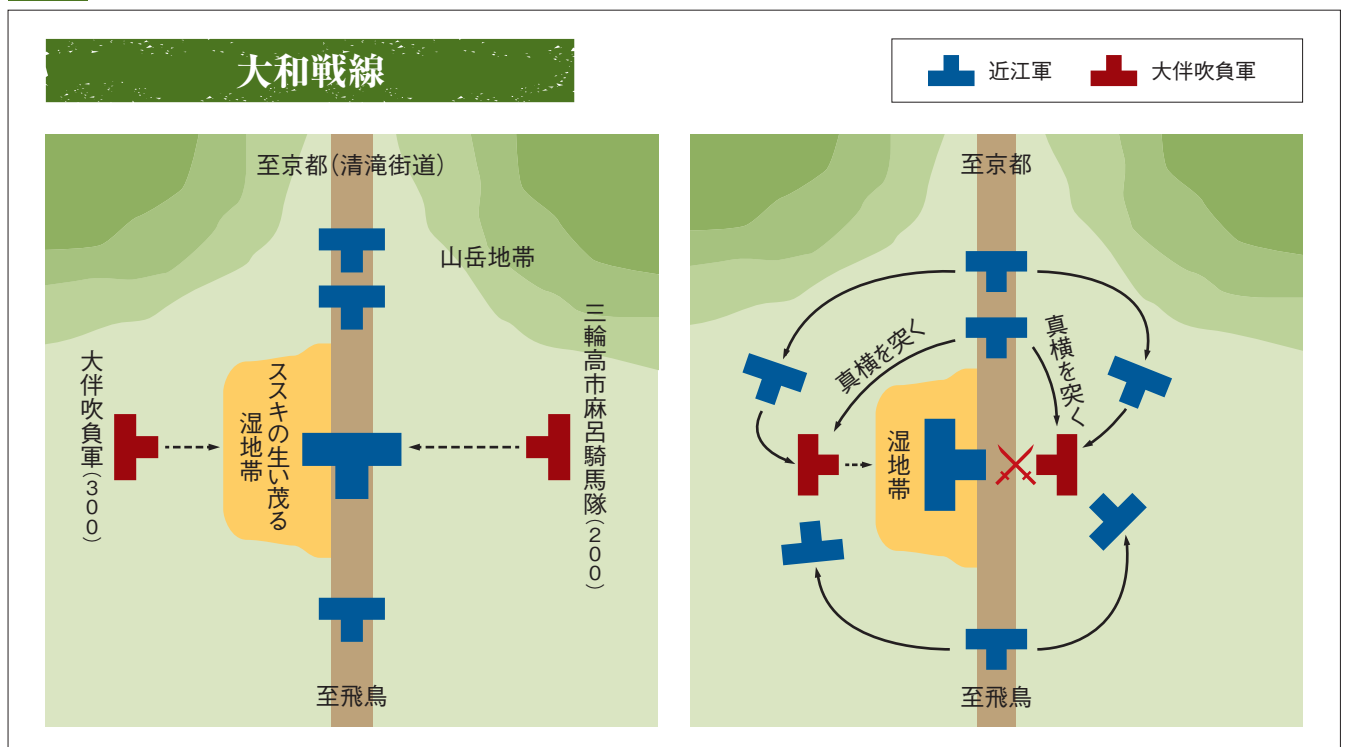 大和戦線
近江軍
大伴吹負軍
至京都（清滝街道）
山岳地帯
三輪高市麻呂騎馬隊（２００）
大伴吹負軍（３００）
ススキの生い茂る
湿地帯
至飛鳥
至京都
真横を突く
真横を突く
湿地帯
至飛鳥